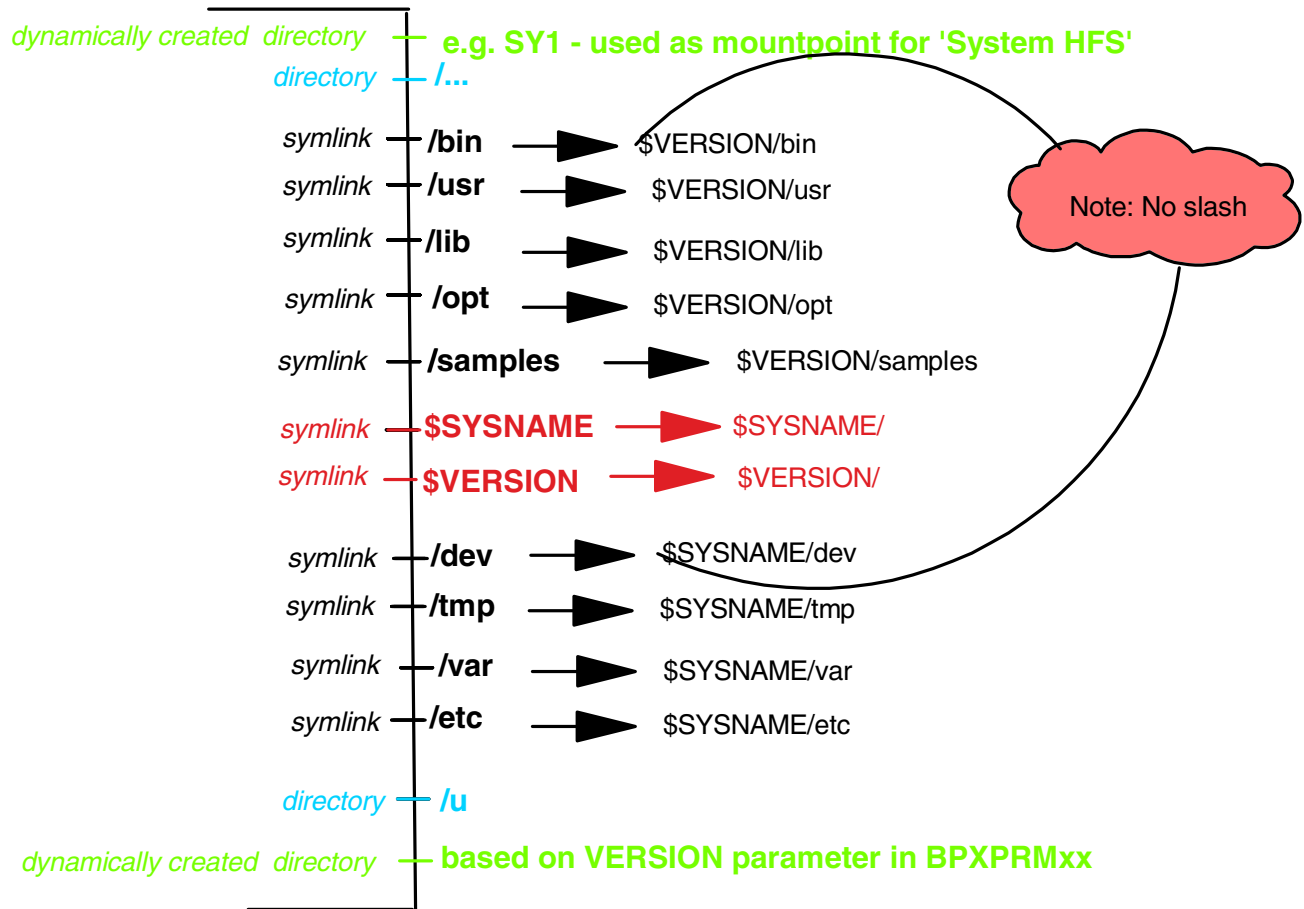 dynamically created directory e.g. SY1 - used as mountpoint for 'System HFS'
directory /...
symlink /bin $VERSION/bin
symlink /usr $VERSION/usr
Note: No slash
symlink /lib $VERSION/lib
symlink /opt $VERSION/opt
symlink /samples $VERSION/samples
symlink $SYSNAME $SYSNAME/
symlink $VERSION $VERSION/
symlink /dev $SYSNAME/dev
symlink /tmp $SYSNAME/tmp
symlink /var $SYSNAME/var
symlink /etc $SYSNAME/etc
directory /u
dynamically created directory based on VERSION parameter in BPXPRMxx